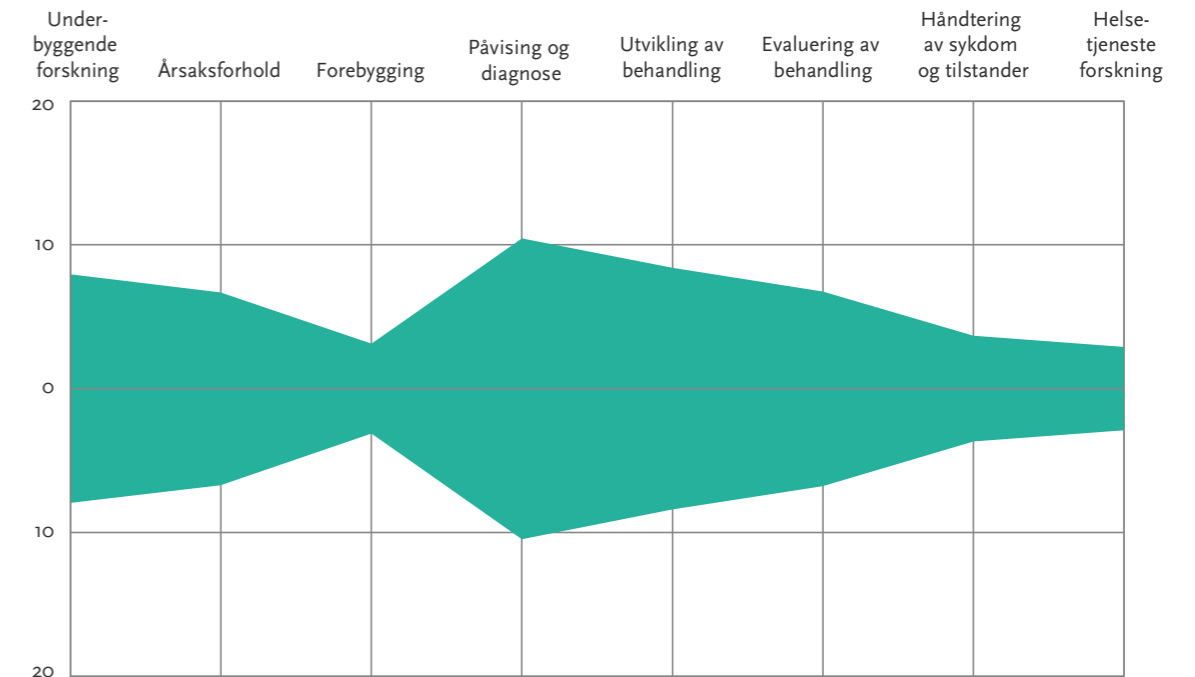 Under-
byggende
forskning
Årsaksforhold
Forebygging
Påvising og
diagnose
Utvikling av
behandling
Evaluering av
behandling
Håndtering
av sykdom
og tilstander
Helse-
tjeneste
forskning
20
10
0
10
20